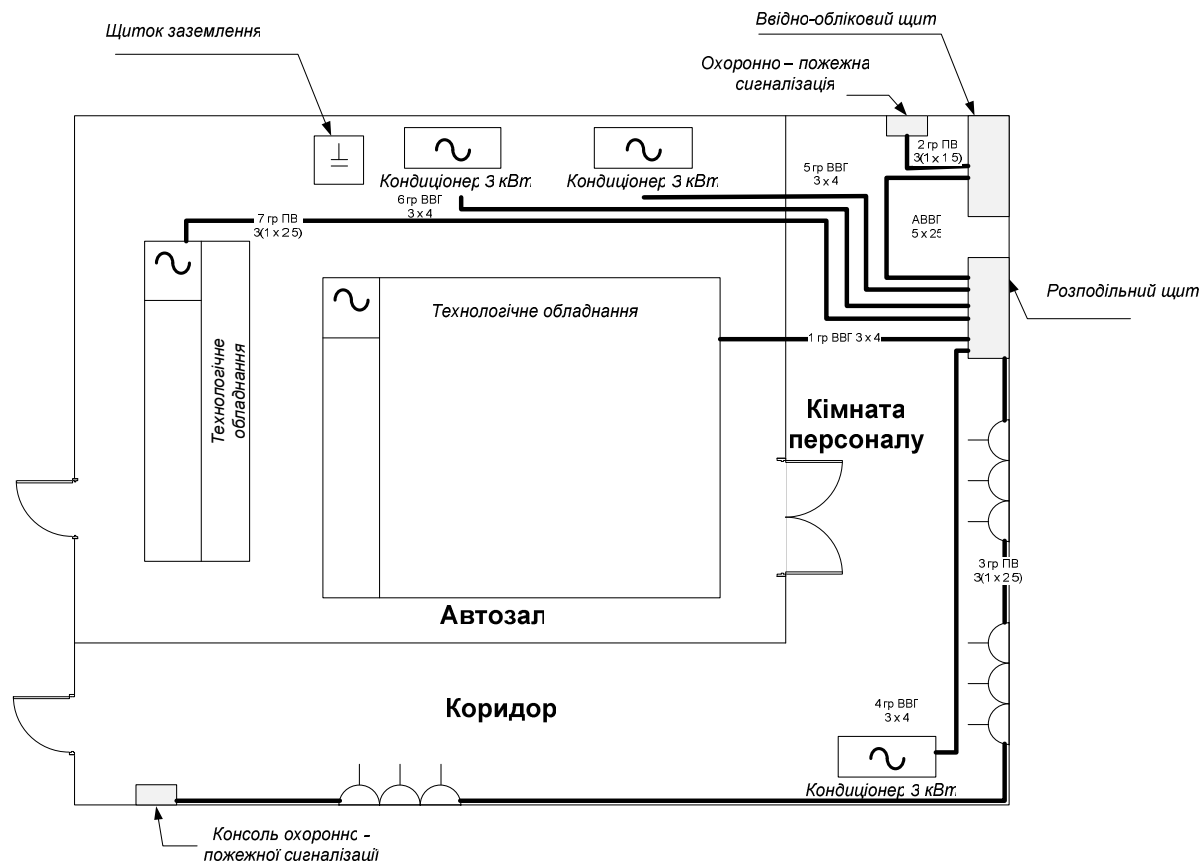 Щиток заземлення
Ввідно-обліковий щит
Охоронно – пожежна
сигналізація
2 гр ПВ
3(1 х 1 5)
Кондиціонер 3 кВт
Кондиціонер 3 кВт
5 гр ВВГ
3 х 4
6 гр ВВГ
3 х 4
7 гр ПВ
3(1 х 2 5)
АВВГ
5 х 25
Розподільний щит
Технологічне обладнання
1 гр ВВГ 3 х 4
Технологічне
обладнання
Кімната
персоналу
3 гр ПВ
3(1 х 2 5)
Автозал
Коридор
4 гр ВВГ
3 х 4
Кондиціонер 3 кВт
Консоль охоронно -
пожежної сигналізації